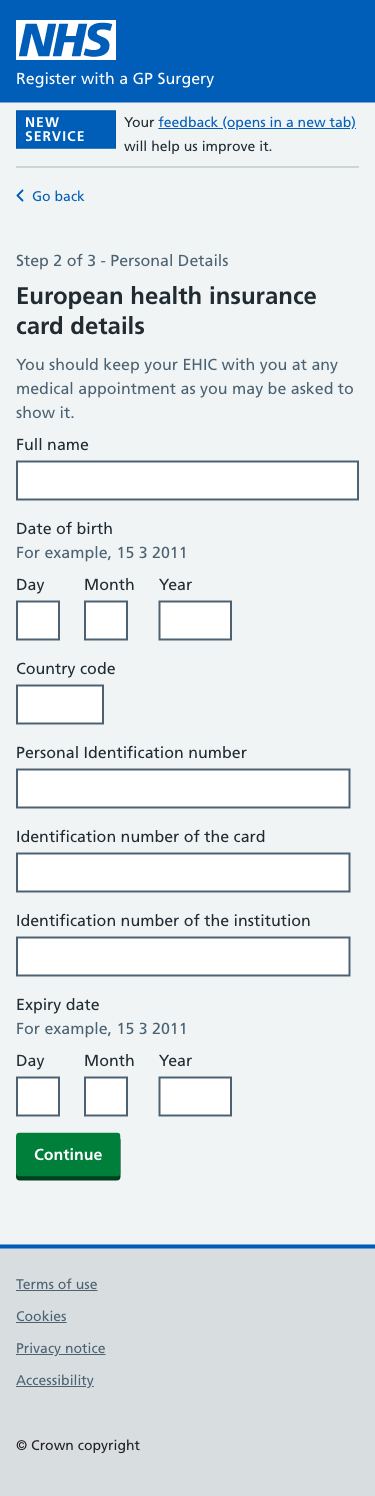 NHS
Register with a GP Surgery
NEW
SERVICE
Your feedback (opens in a new tab)
will help us improve it.
Go back
Step 2 of 3 - Personal Details
European health insurance
card details
You should keep your EHIC with you at any
medical appointment as you may be asked to
show it.
Full name
Date of birth
For example, 15 3 2011
Day Month Year
Country code
Personal Identification number
Identification number of the card
Identification number of the institution
Expiry date
For example, 15 3 2011
Day Month Year
Continue
Terms of use
Cookies
Privacy notice
Accessibility
© Crown copyright